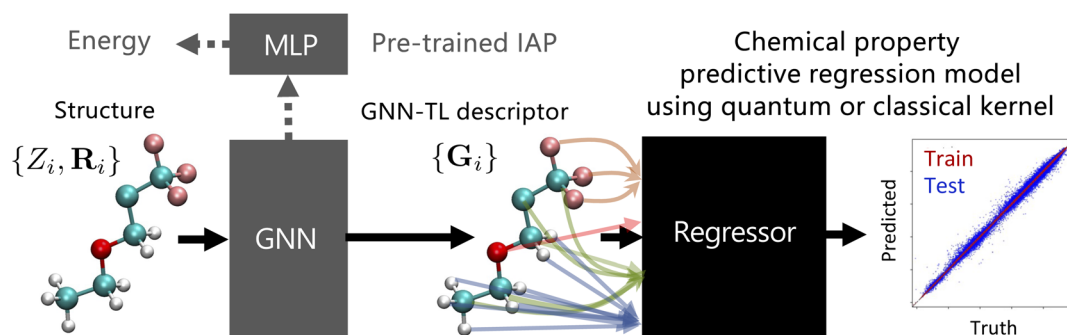 Energy
MLP
Pre-trained IAP
Chemical property
predictive regression model
using quantum or classical kernel
Structure
{Z_i, R_i}
GNN
GNN-TL descriptor
{G_i}
Regressor
Train
Test
Predicted
Truth